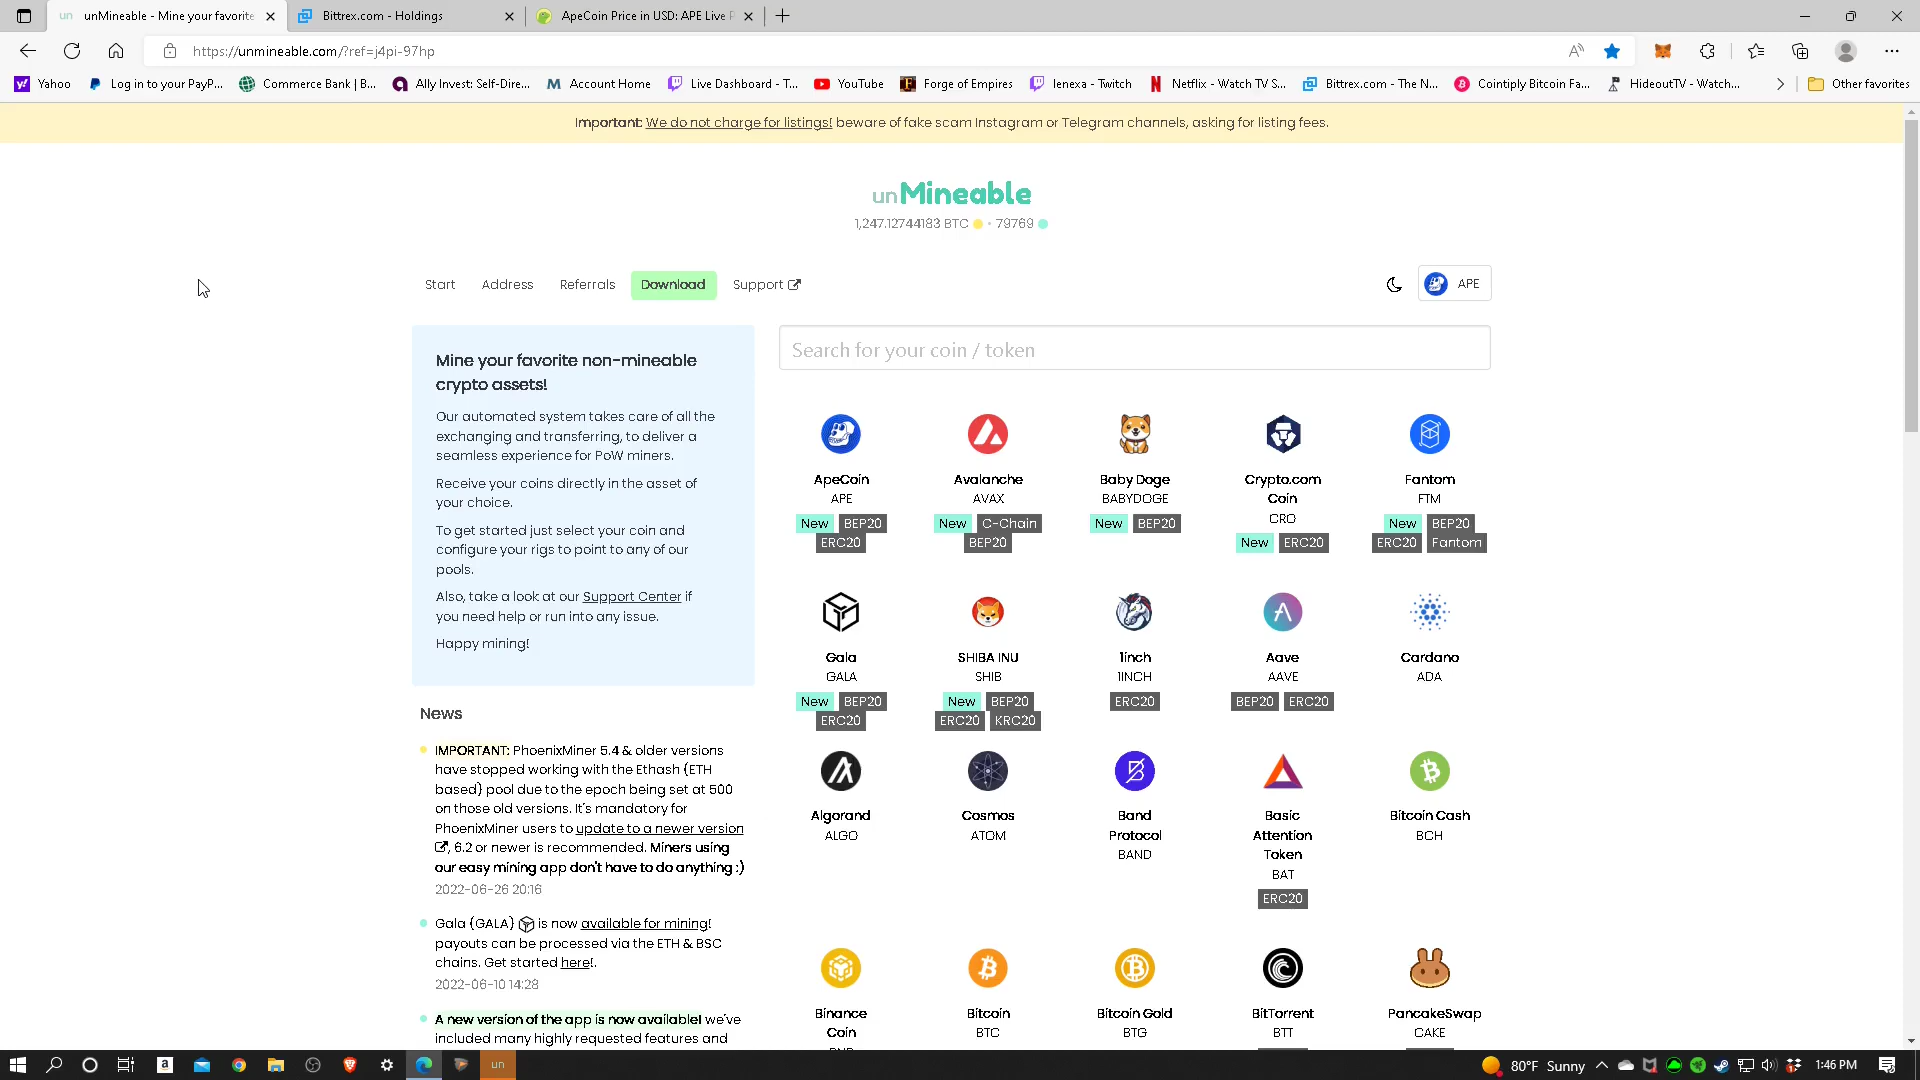 unMineable - Mine your favorite
Bittrex.com - Holdings
ApeCoin Price in USD: APE Live P
https://unmineable.com/?ref=j4pi-97hp
Yahoo
Log in to your PayP...
Commerce Bank | B...
Ally Invest: Self-Dire...
Account Home
Live Dashboard - T...
YouTube
Forge of Empires
lenexa - Twitch
Netflix - Watch TV S...
Bittrex.com - The N...
Cointiply Bitcoin Fa...
HideoutTV - Watch...
Other favorites
Important: We do not charge for listings! beware of fake scam Instagram or Telegram channels, asking for listing fees.
unMineable
1,247.12744183 BTC • 79769
Start
Address
Referrals
Download
Support
APE
Mine your favorite non-mineable
crypto assets!
Our automated system takes care of all the
exchanging and transferring, to deliver a
seamless experience for PoW miners.
Receive your coins directly in the asset of
your choice.
To get started just select your coin and
configure your rigs to point to any of our
pools.
Also, take a look at our Support Center if
you need help or run into any issue.
Happy mining!
News
IMPORTANT: PhoenixMiner 5.4 & older versions
have stopped working with the Ethash (ETH
based) pool due to the epoch being set at 500
on those old versions. It's mandatory for
PhoenixMiner users to update to a newer version
, 6.2 or newer is recommended. Miners using
our easy mining app don't have to do anything :)
2022-06-26 20:16
Gala (GALA) is now available for mining!
payouts can be processed via the ETH & BSC
chains. Get started here!.
2022-06-10 14:28
A new version of the app is now available! we've
included many highly requested features and
Search for your coin / token
ApeCoin
APE
New BEP20
ERC20
Avalanche
AVAX
New C-Chain
BEP20
Baby Doge
BABYDOGE
New BEP20
Crypto.com
Coin
CRO
New ERC20
Fantom
FTM
New BEP20
ERC20 Fantom
Gala
GALA
New BEP20
ERC20
SHIBA INU
SHIB
New BEP20
ERC20 KRC20
1inch
1INCH
ERC20
Aave
AAVE
BEP20 ERC20
Cardano
ADA
Algorand
ALGO
Cosmos
ATOM
Band
Protocol
BAND
Basic
Attention
Token
BAT
ERC20
Bitcoin Cash
BCH
Binance
Coin
BNB
Bitcoin
BTC
Bitcoin Gold
BTG
BitTorrent
BTT
PancakeSwap
CAKE
un
80°F Sunny
1:46 PM